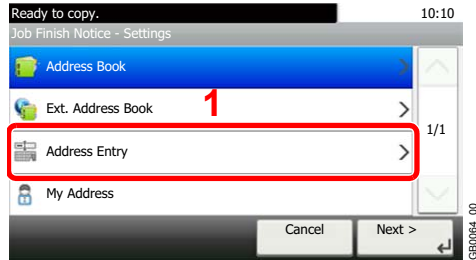 Ready to copy.
10:10
Job Finish Notice - Settings
Address Book
Ext. Address Book
1
1/1
Address Entry
My Address
Cancel
Next >
GB0064_00